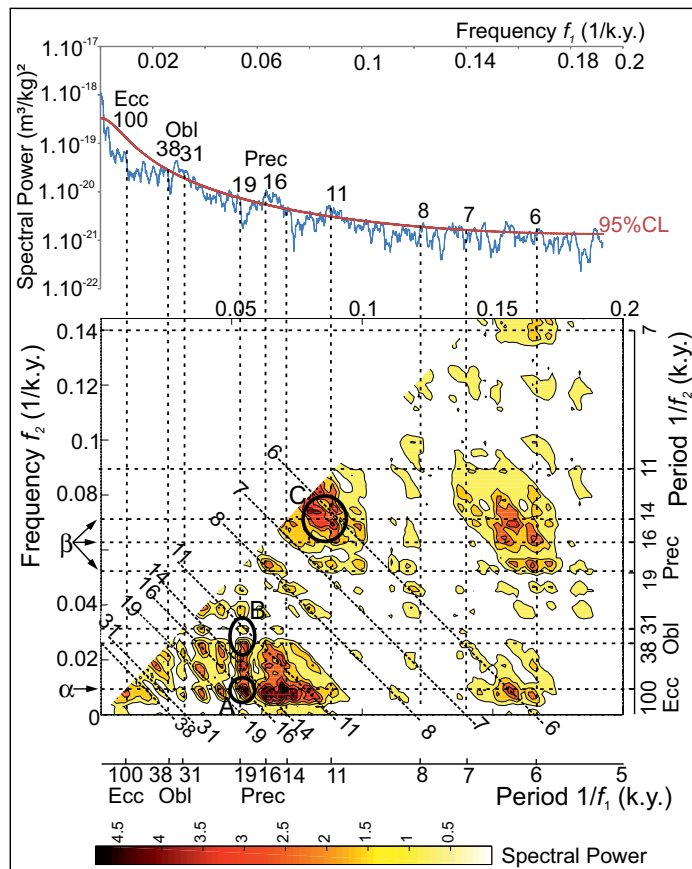 1.10⁻¹⁷
Frequency f₁ (1/k.y.)
0.02 0.06 0.1 0.14 0.182 0.2
1.10⁻¹⁸
1.10⁻¹⁹
1.10⁻²⁰
1.10⁻²¹
1.10⁻²²
Spectral Power (m³/kg)²
Ecc
100
Obl
38 31
Prec
19 16
11
8
7
6
95%CL
0.05 0.1 0.15 0.2
0.14
0.12
0.1
0.08
0.06
0.04
0.02
0
Frequency f₂ (1/k.y.)
β
α
Period 1/f₂ (k.y.)
7
11
14
16
19
Prec
31
38
Obl
100
Ecc
C
B
A
6
7
8
11
14
16
19
31
38 31 19 16 14 11 8 7 6
100 38 31 19 16 14 11 8 7 6 5
Ecc Obl Prec Period 1/f₁ (k.y.)
4.5 4 3.5 3 2.5 2 1.5 1 0.5
Spectral Power